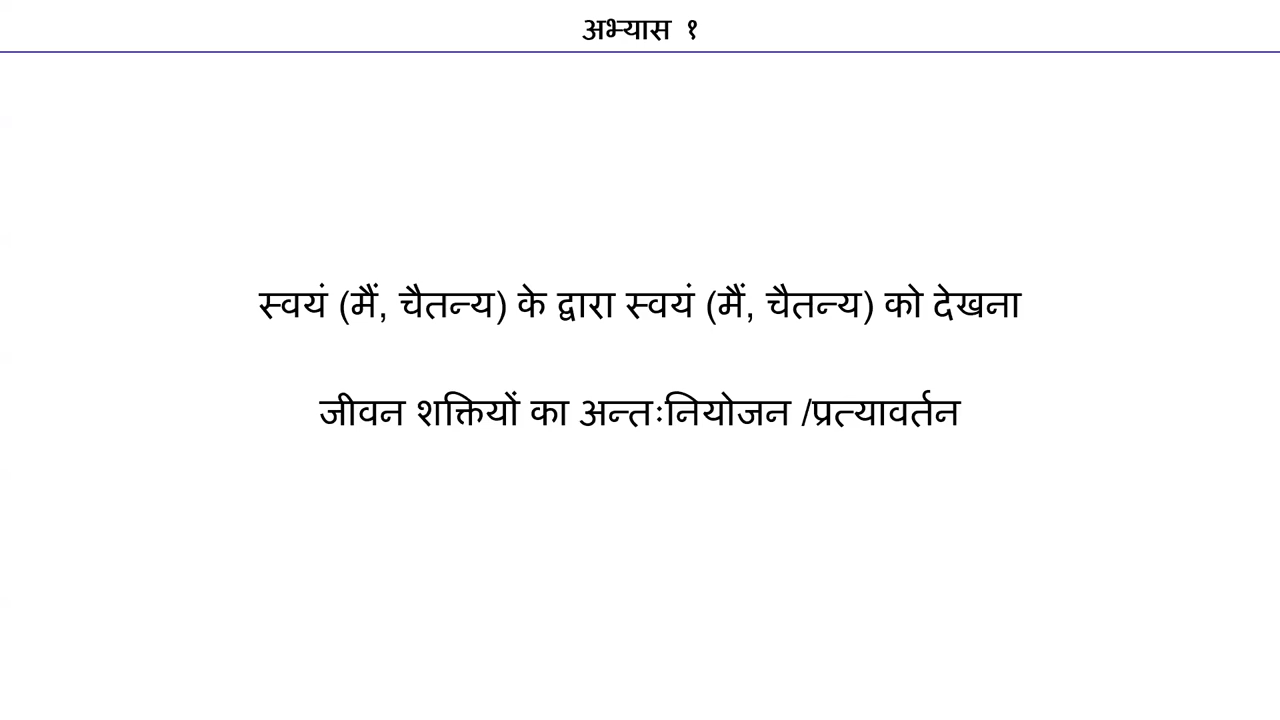 अभ्यास १
स्वयं (मैं, चैतन्य) के द्वारा स्वयं (मैं, चैतन्य) को देखना
जीवन शक्तियों का अन्तःनियोजन /प्रत्यावर्तन